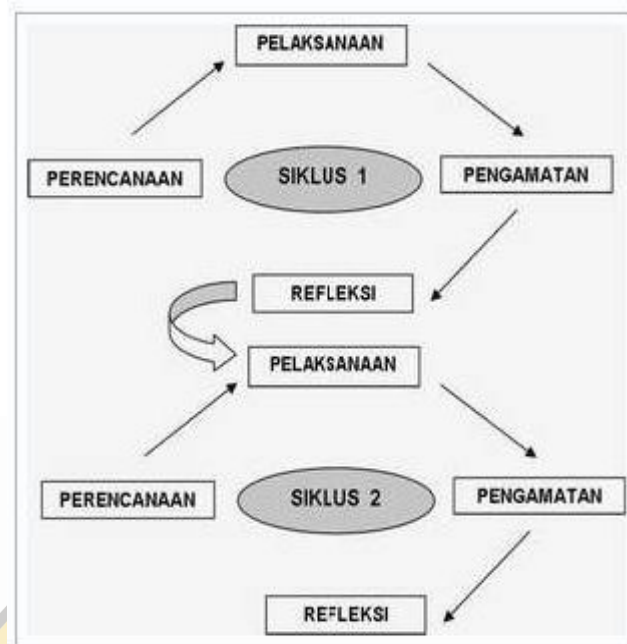 PELAKSANAAN
PERENCANAAN
SIKLUS 1
PENGAMATAN
REFLEKSI
PELAKSANAAN
PERENCANAAN
SIKLUS 2
PENGAMATAN
REFLEKSI